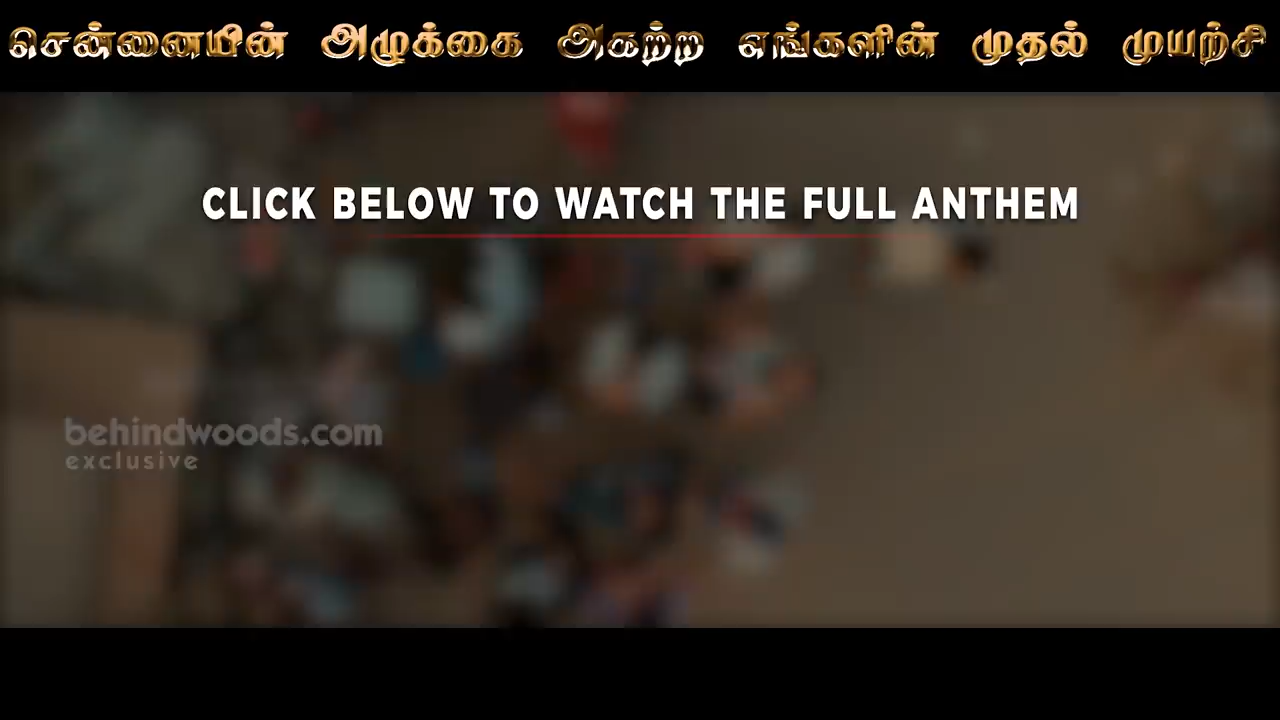 சென்னையின் அழுக்கை அகற்ற எங்களின் முதல் முயற்சி
CLICK BELOW TO WATCH THE FULL ANTHEM
behindwoods.com
exclusive